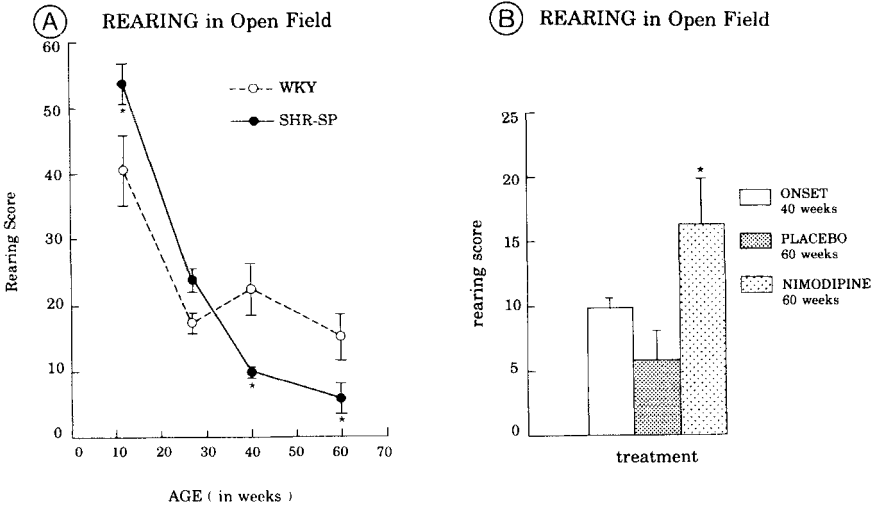 A REARING in Open Field
60
50
40
30
20
10
0
Rearing Score
WKY
SHR-SP
*
*
*
0 10 20 30 40 50 60 70
AGE ( in weeks )
B REARING in Open Field
25
20
15
10
5
0
rearing score
*
ONSET
40 weeks
PLACEBO
60 weeks
NIMODIPINE
60 weeks
treatment